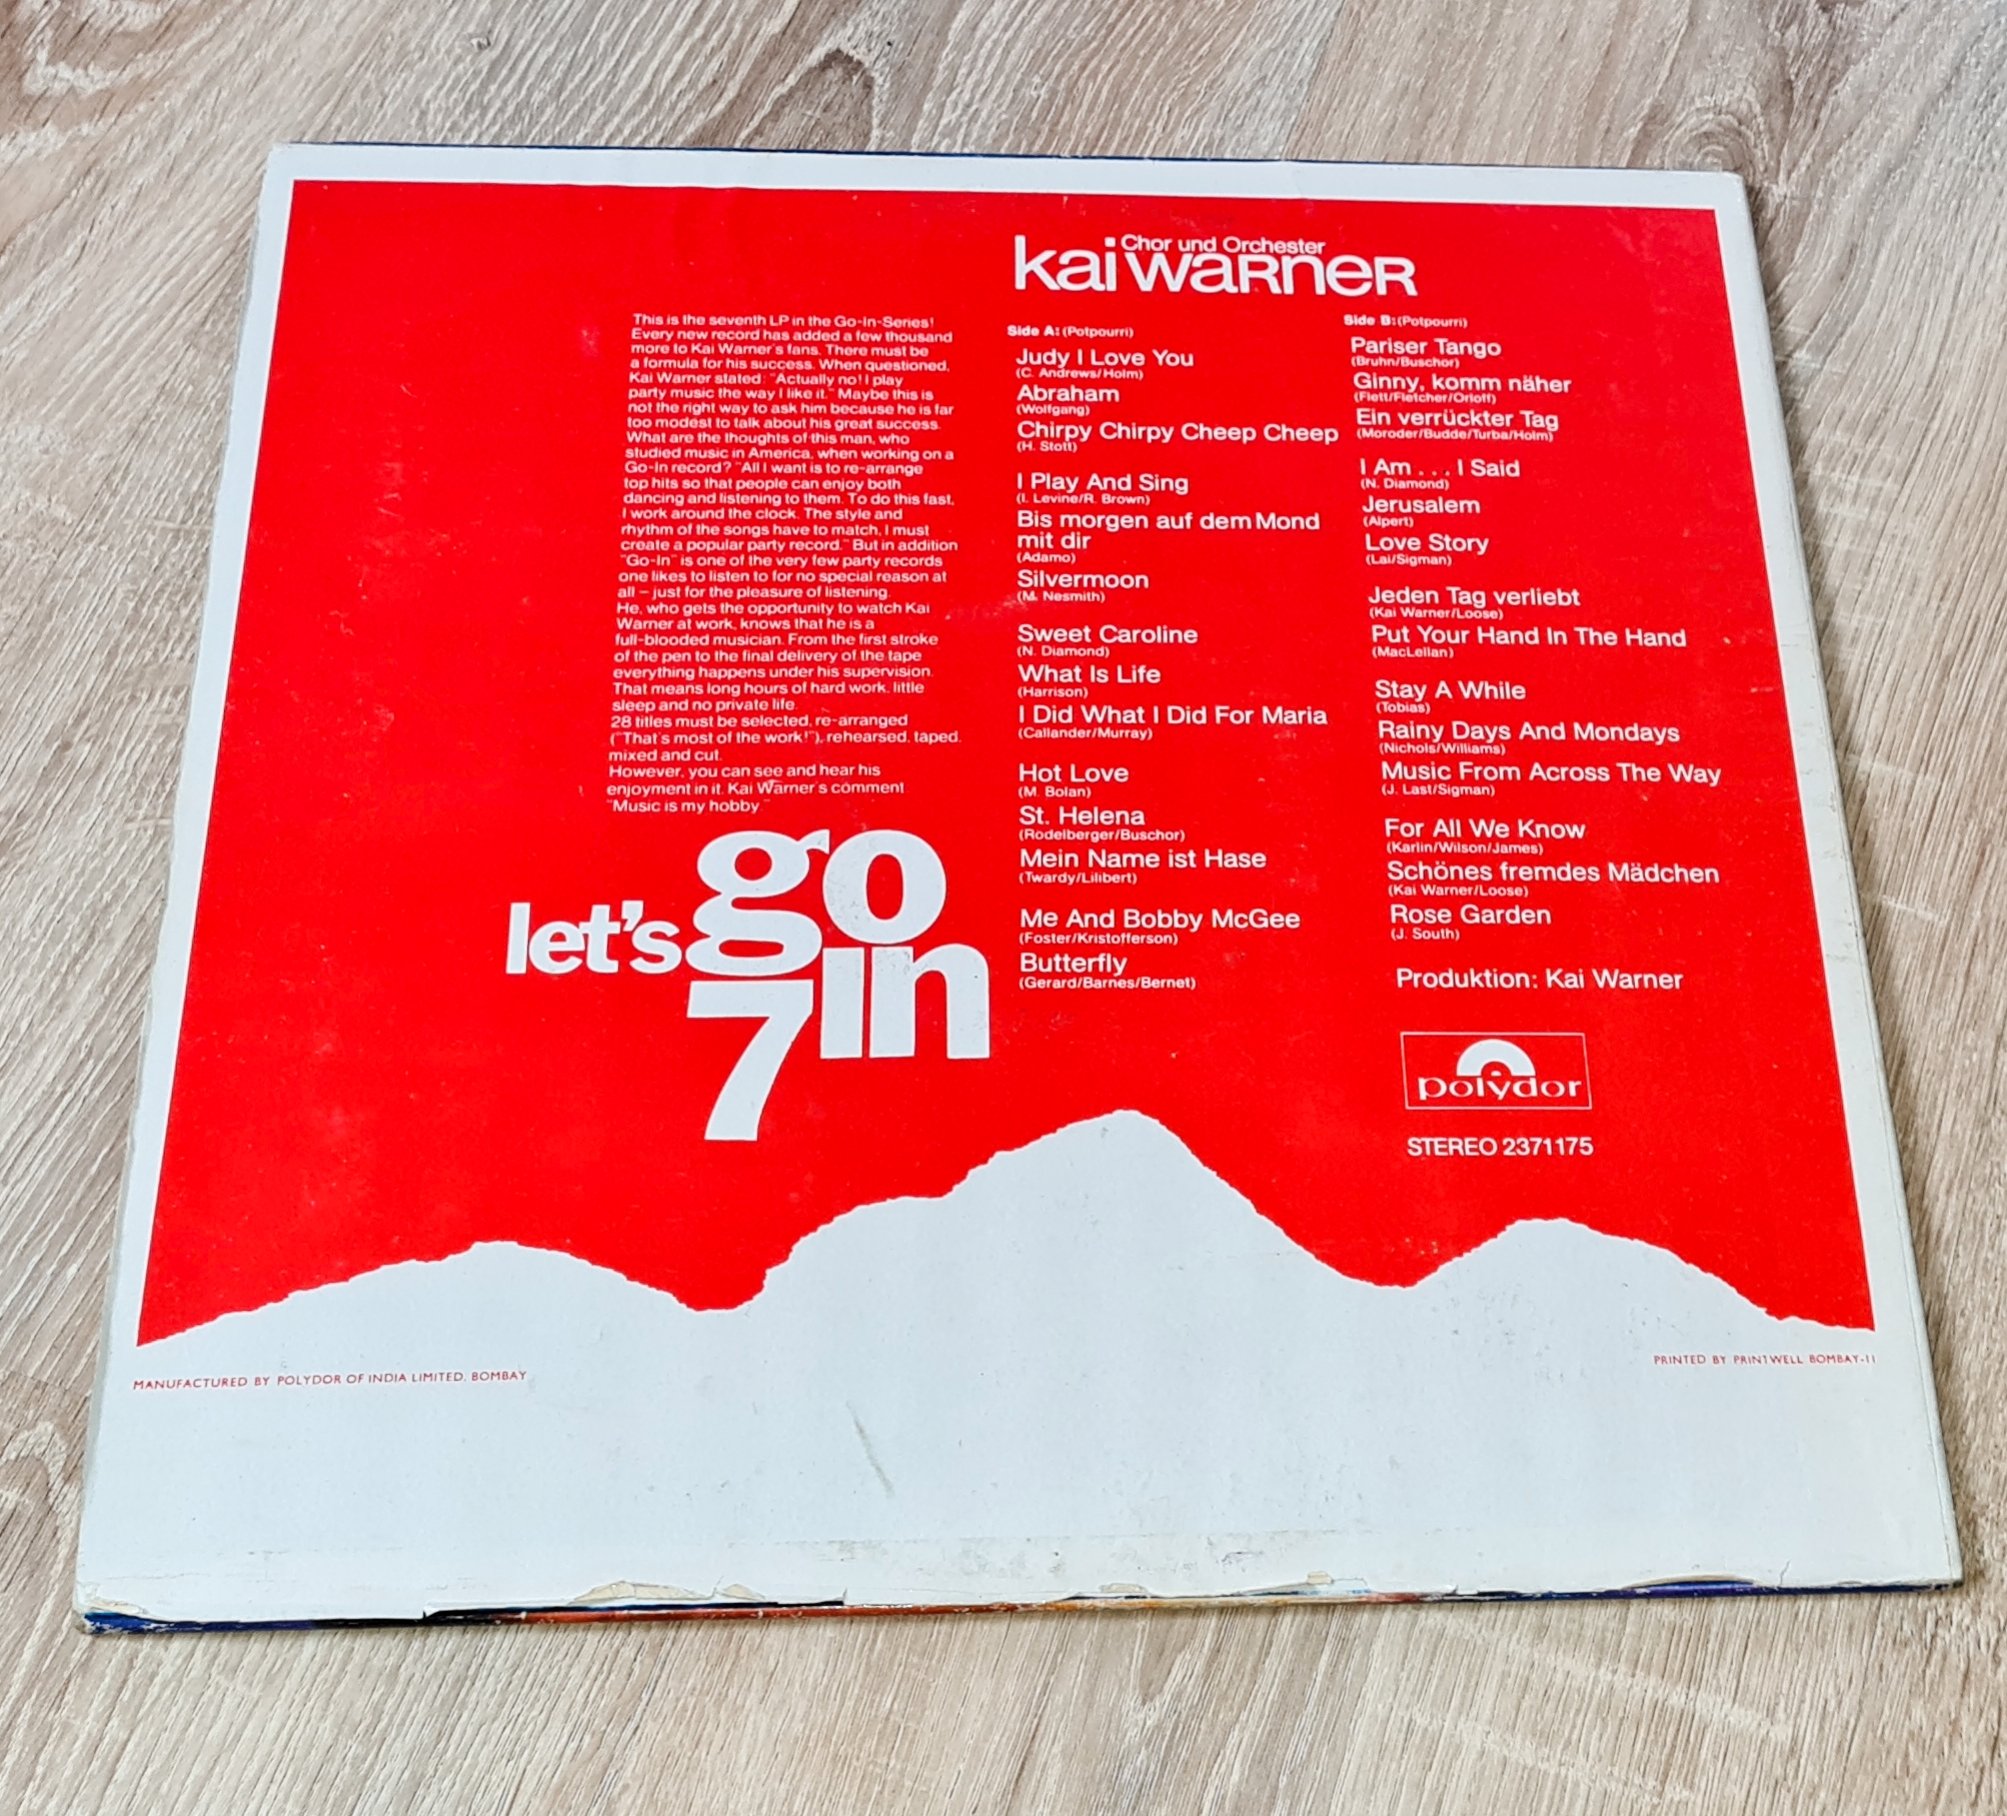 Chor und Orchester
kai warner
This is the seventh LP in the Go-In-Series!
Every new record has added a few thousand
more to Kai Warner's fans. There must be
a formula for his success. When questioned,
Kai Warner stated: "Actually no! I play
party music the way I like it." Maybe this is
not the right way to ask him because he is far
too modest to talk about his great success.
What are the thoughts of this man, who
studied music in America, when working on a
Go-In record? "All I want is to re-arrange
top hits so that people can enjoy both
dancing and listening to them. To do this fast,
I work around the clock. The style and
rhythm of the songs have to match, I must
create a popular party record." But in addition
"Go-In" is one of the very few party records
one likes to listen to for no special reason at
all – just for the pleasure of listening.
He, who gets the opportunity to watch Kai
Warner at work, knows that he is a
full-blooded musician. From the first stroke
of the pen to the final delivery of the tape
everything happens under his supervision.
That means long hours of hard work, little
sleep and no private life.
28 titles must be selected, re-arranged
("That's most of the work!"), rehearsed, taped,
mixed and cut.
However, you can see and hear his
enjoyment in it. Kai Warner's comment
"Music is my hobby."
let's go
in
7
Side A: (Potpourri)
Judy I Love You
(C. Andrews/Holm)
Abraham
(Wolfgang)
Chirpy Chirpy Cheep Cheep
(H. Stott)
I Play And Sing
(I. Levine/R. Brown)
Bis morgen auf dem Mond
mit dir
(Adamo)
Silvermoon
(M. Nesmith)
Sweet Caroline
(N. Diamond)
What Is Life
(Harrison)
I Did What I Did For Maria
(Callander/Murray)
Hot Love
(M. Bolan)
St. Helena
(Rodelberger/Buschor)
Mein Name ist Hase
(Twardy/Lilibert)
Me And Bobby McGee
(Foster/Kristofferson)
Butterfly
(Gerard/Barnes/Bernet)
Side B: (Potpourri)
Pariser Tango
(Bruhn/Buschor)
Ginny, komm näher
(Flett/Fletcher/Orloff)
Ein verrückter Tag
(Moroder/Budde/Turba/Holm)
I Am . . . I Said
(N. Diamond)
Jerusalem
(Alpert)
Love Story
(Lai/Sigman)
Jeden Tag verliebt
(Kai Warner/Loose)
Put Your Hand In The Hand
(MacLellan)
Stay A While
(Tobias)
Rainy Days And Mondays
(Nichols/Williams)
Music From Across The Way
(J. Last/Sigman)
For All We Know
(Karlin/Wilson/James)
Schönes fremdes Mädchen
(Kai Warner/Loose)
Rose Garden
(J. South)
Produktion: Kai Warner
polydor
STEREO 2371175
MANUFACTURED BY POLYDOR OF INDIA LIMITED. BOMBAY
PRINTED BY PRINTWELL BOMBAY-11